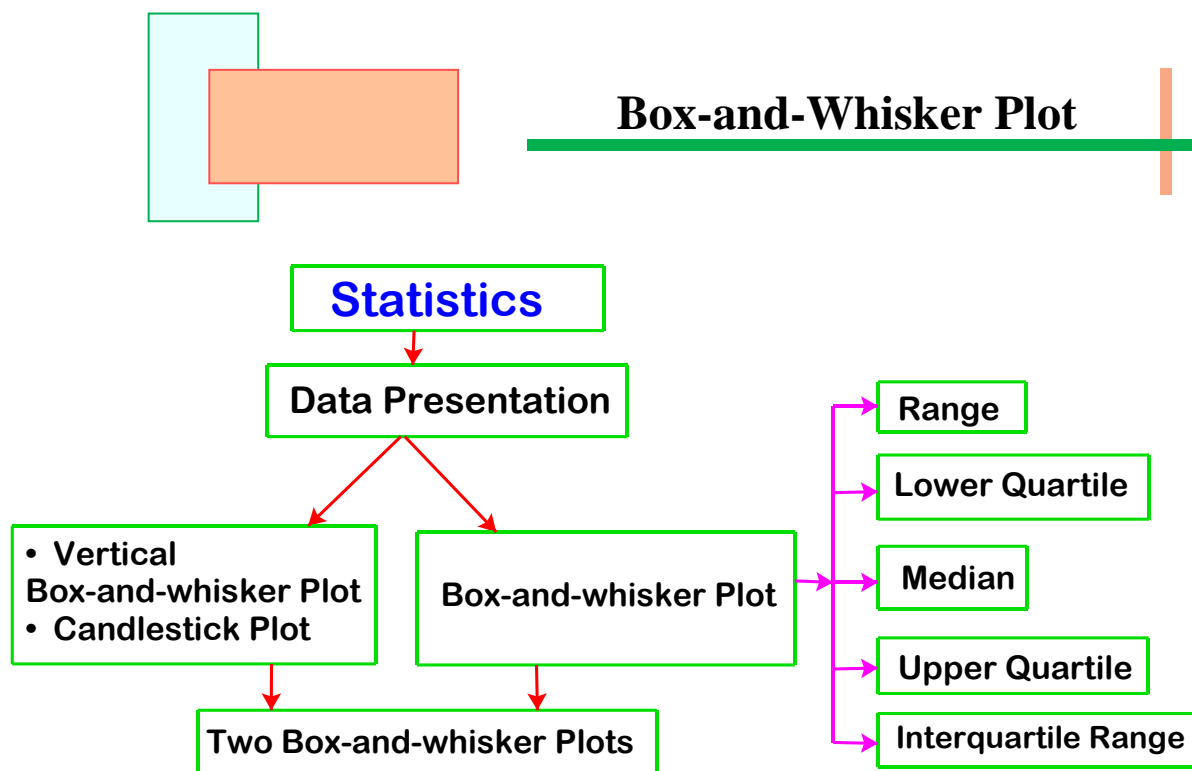 Box-and-Whisker Plot
Statistics
Data Presentation
• Vertical
Box-and-whisker Plot
• Candlestick Plot
Box-and-whisker Plot
Two Box-and-whisker Plots
Range
Lower Quartile
Median
Upper Quartile
Interquartile Range